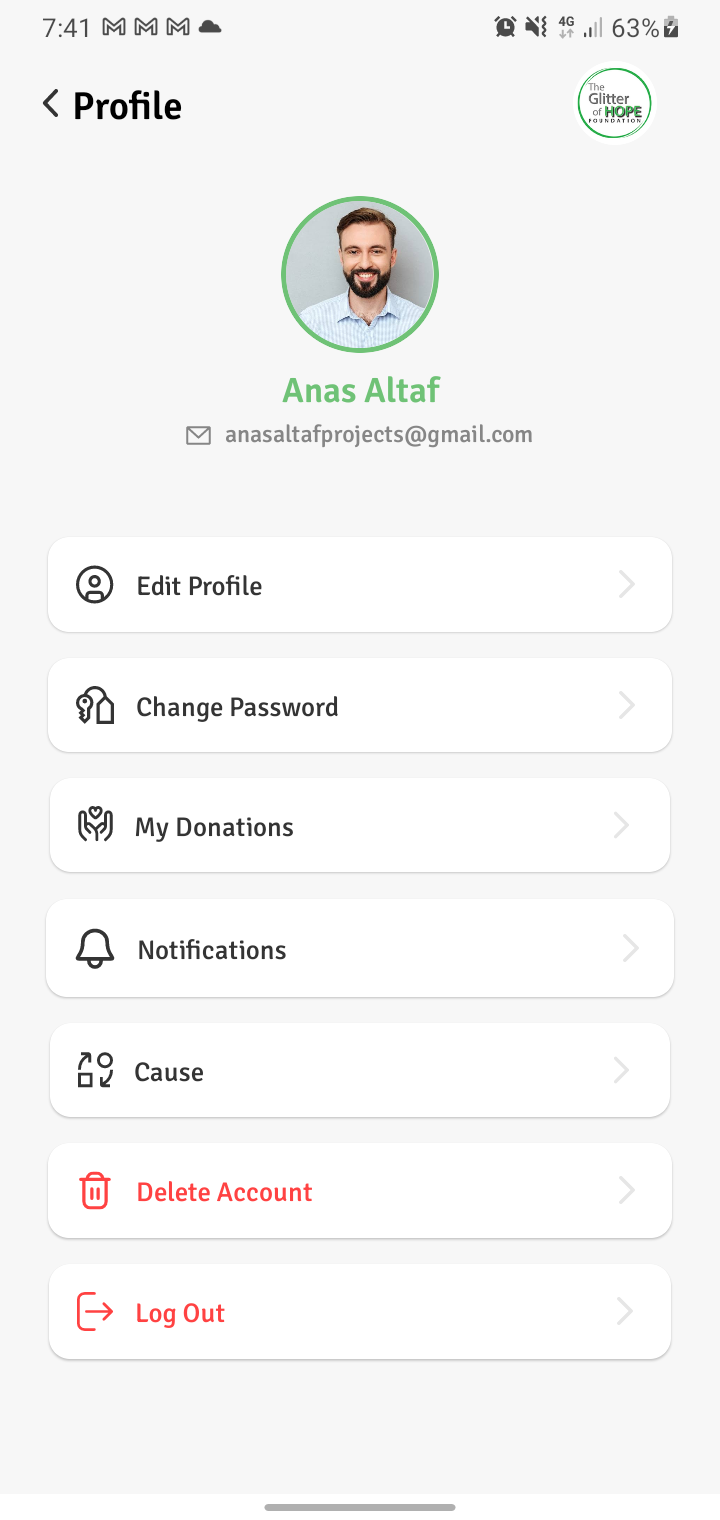 7:41
4G
63%
Profile
The
Glitter
of HOPE
FOUNDATION
Anas Altaf
anasaltafprojects@gmail.com
Edit Profile
Change Password
My Donations
Notifications
Cause
Delete Account
Log Out